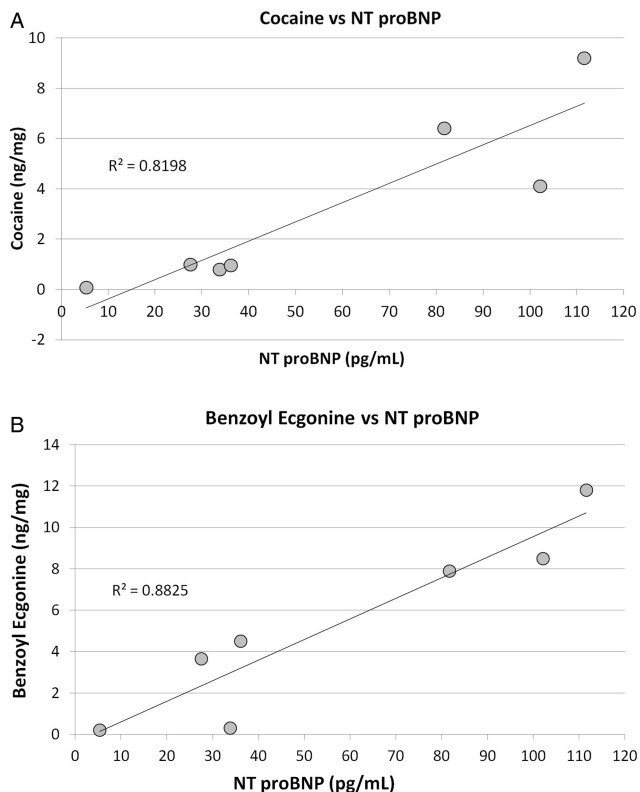 A
Cocaine vs NT proBNP
10
8
6
4
2
0
-2
Cocaine (ng/mg)
R² = 0.8198
0 10 20 30 40 50 60 70 80 90 100 110 120
NT proBNP (pg/mL)
B
Benzoyl Ecgonine vs NT proBNP
14
12
10
8
6
4
2
0
Benzoyl Ecgonine (ng/mg)
R² = 0.8825
0 10 20 30 40 50 60 70 80 90 100 110 120
NT proBNP (pg/mL)